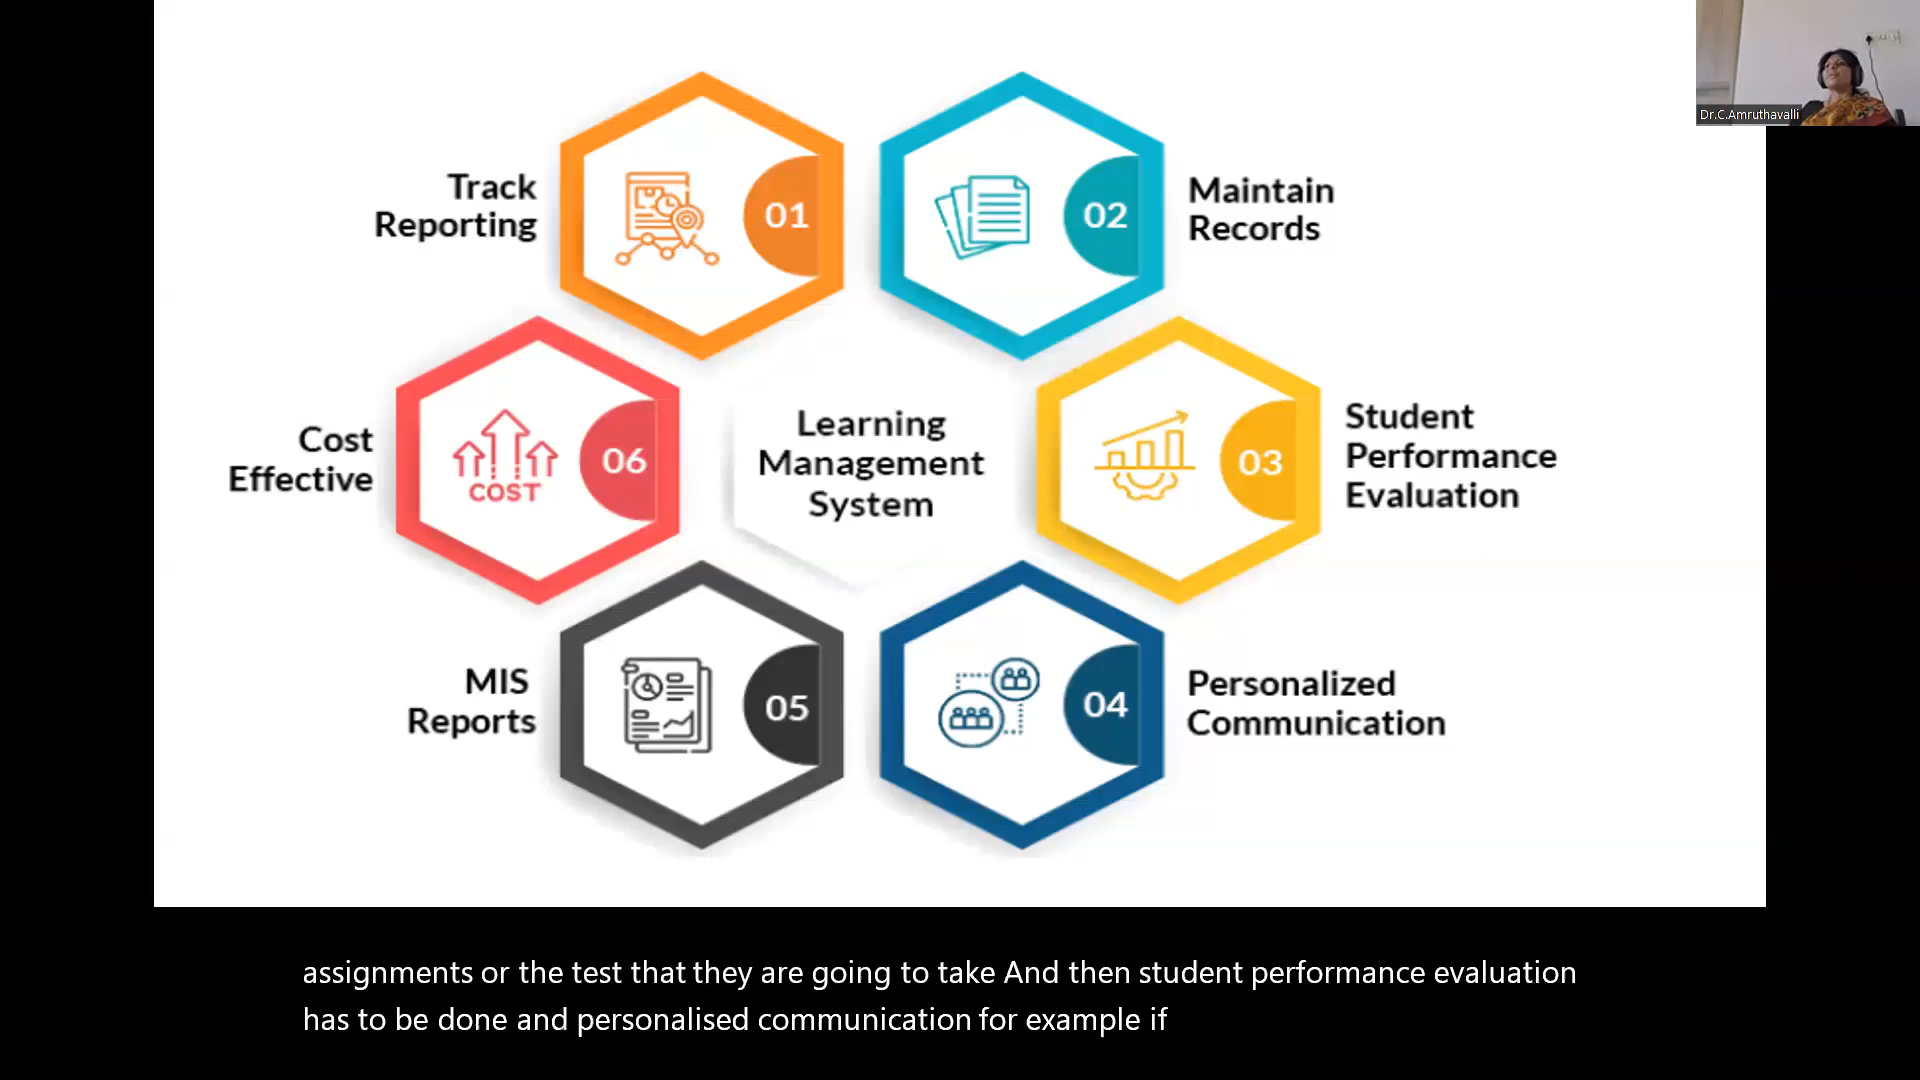 Dr.C.Amruthavalli
Track
Reporting
01
02
Maintain
Records
Cost
Effective
COST
06
Learning
Management
System
03
Student
Performance
Evaluation
MIS
Reports
05
04
Personalized
Communication
assignments or the test that they are going to take And then student performance evaluation
has to be done and personalised communication for example if